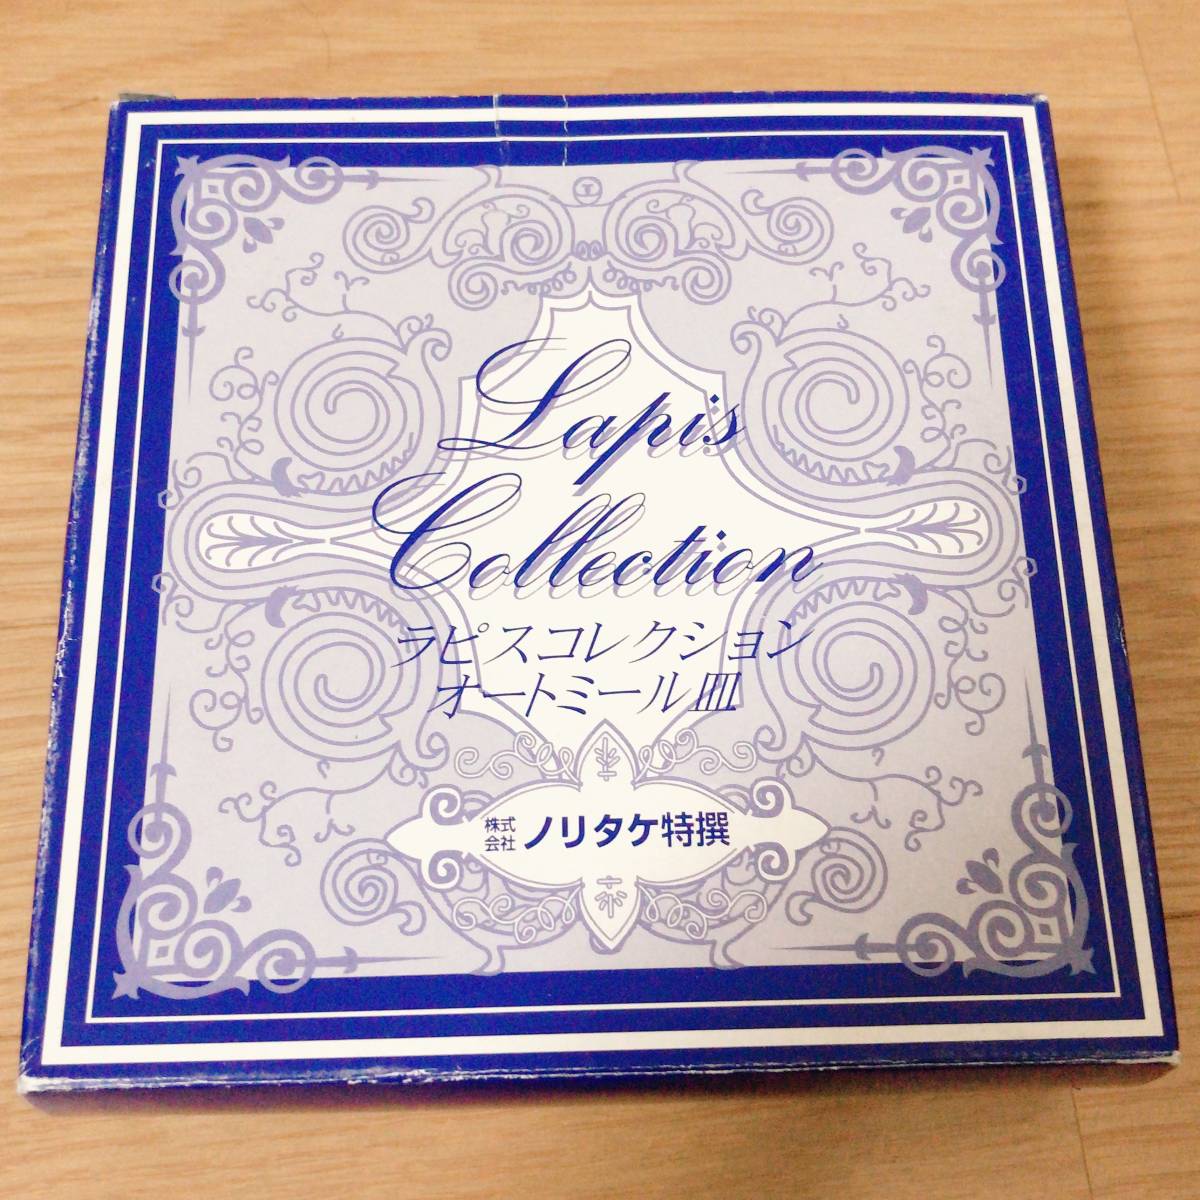 Lapis
Collection
ラピスコレクション
オートミール皿
株式
会社 ノリタケ特撰